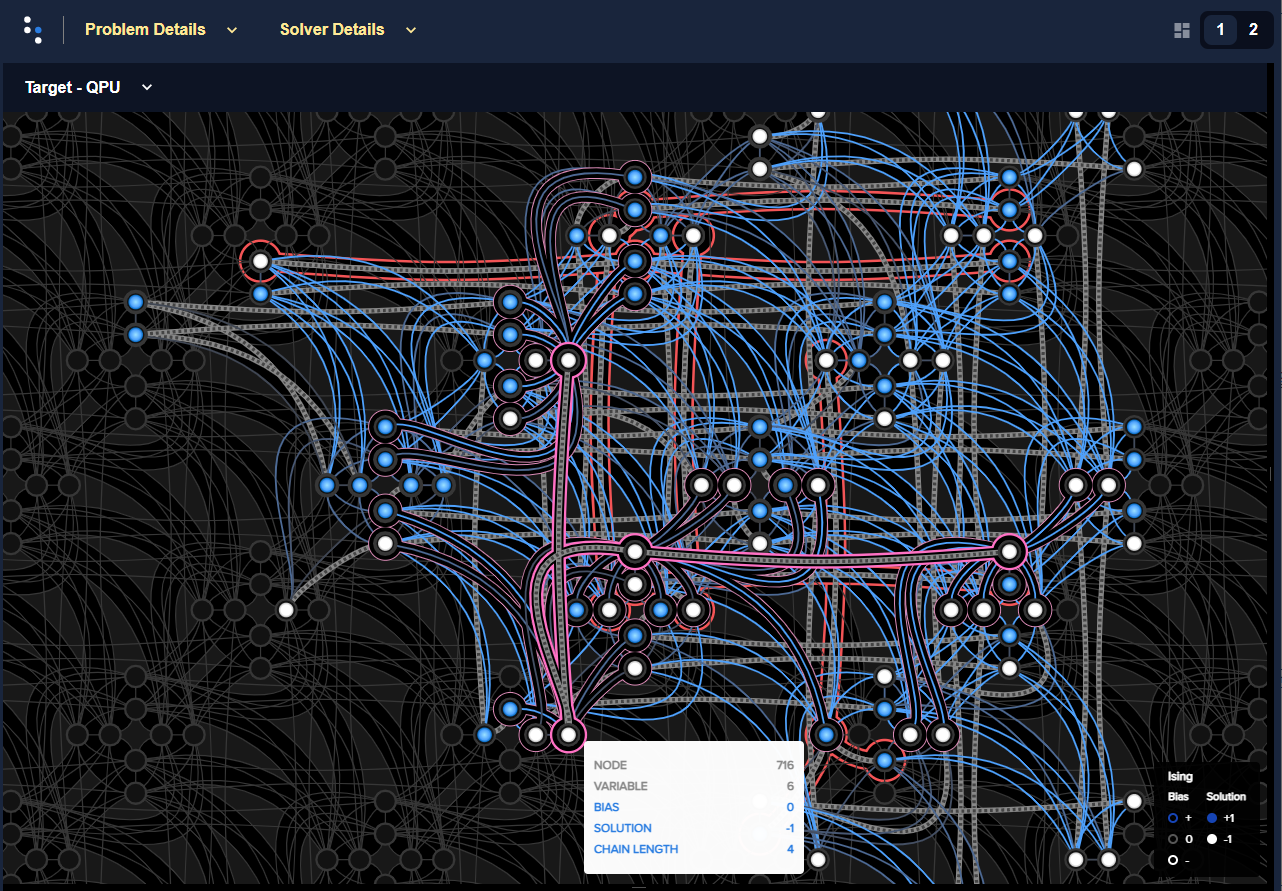 Problem Details Solver Details 1 2
Target - QPU
NODE 716
VARIABLE 6
BIAS 0
SOLUTION -1
CHAIN LENGTH 4
Ising
Bias Solution
+ +1
0 -1
-